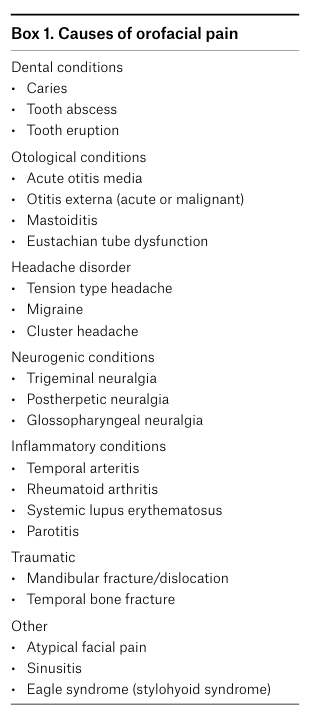 Box 1. Causes of orofacial pain
Dental conditions
• Caries
• Tooth abscess
• Tooth eruption
Otological conditions
• Acute otitis media
• Otitis externa (acute or malignant)
• Mastoiditis
• Eustachian tube dysfunction
Headache disorder
• Tension type headache
• Migraine
• Cluster headache
Neurogenic conditions
• Trigeminal neuralgia
• Postherpetic neuralgia
• Glossopharyngeal neuralgia
Inflammatory conditions
• Temporal arteritis
• Rheumatoid arthritis
• Systemic lupus erythematosus
• Parotitis
Traumatic
• Mandibular fracture/dislocation
• Temporal bone fracture
Other
• Atypical facial pain
• Sinusitis
• Eagle syndrome (stylohyoid syndrome)